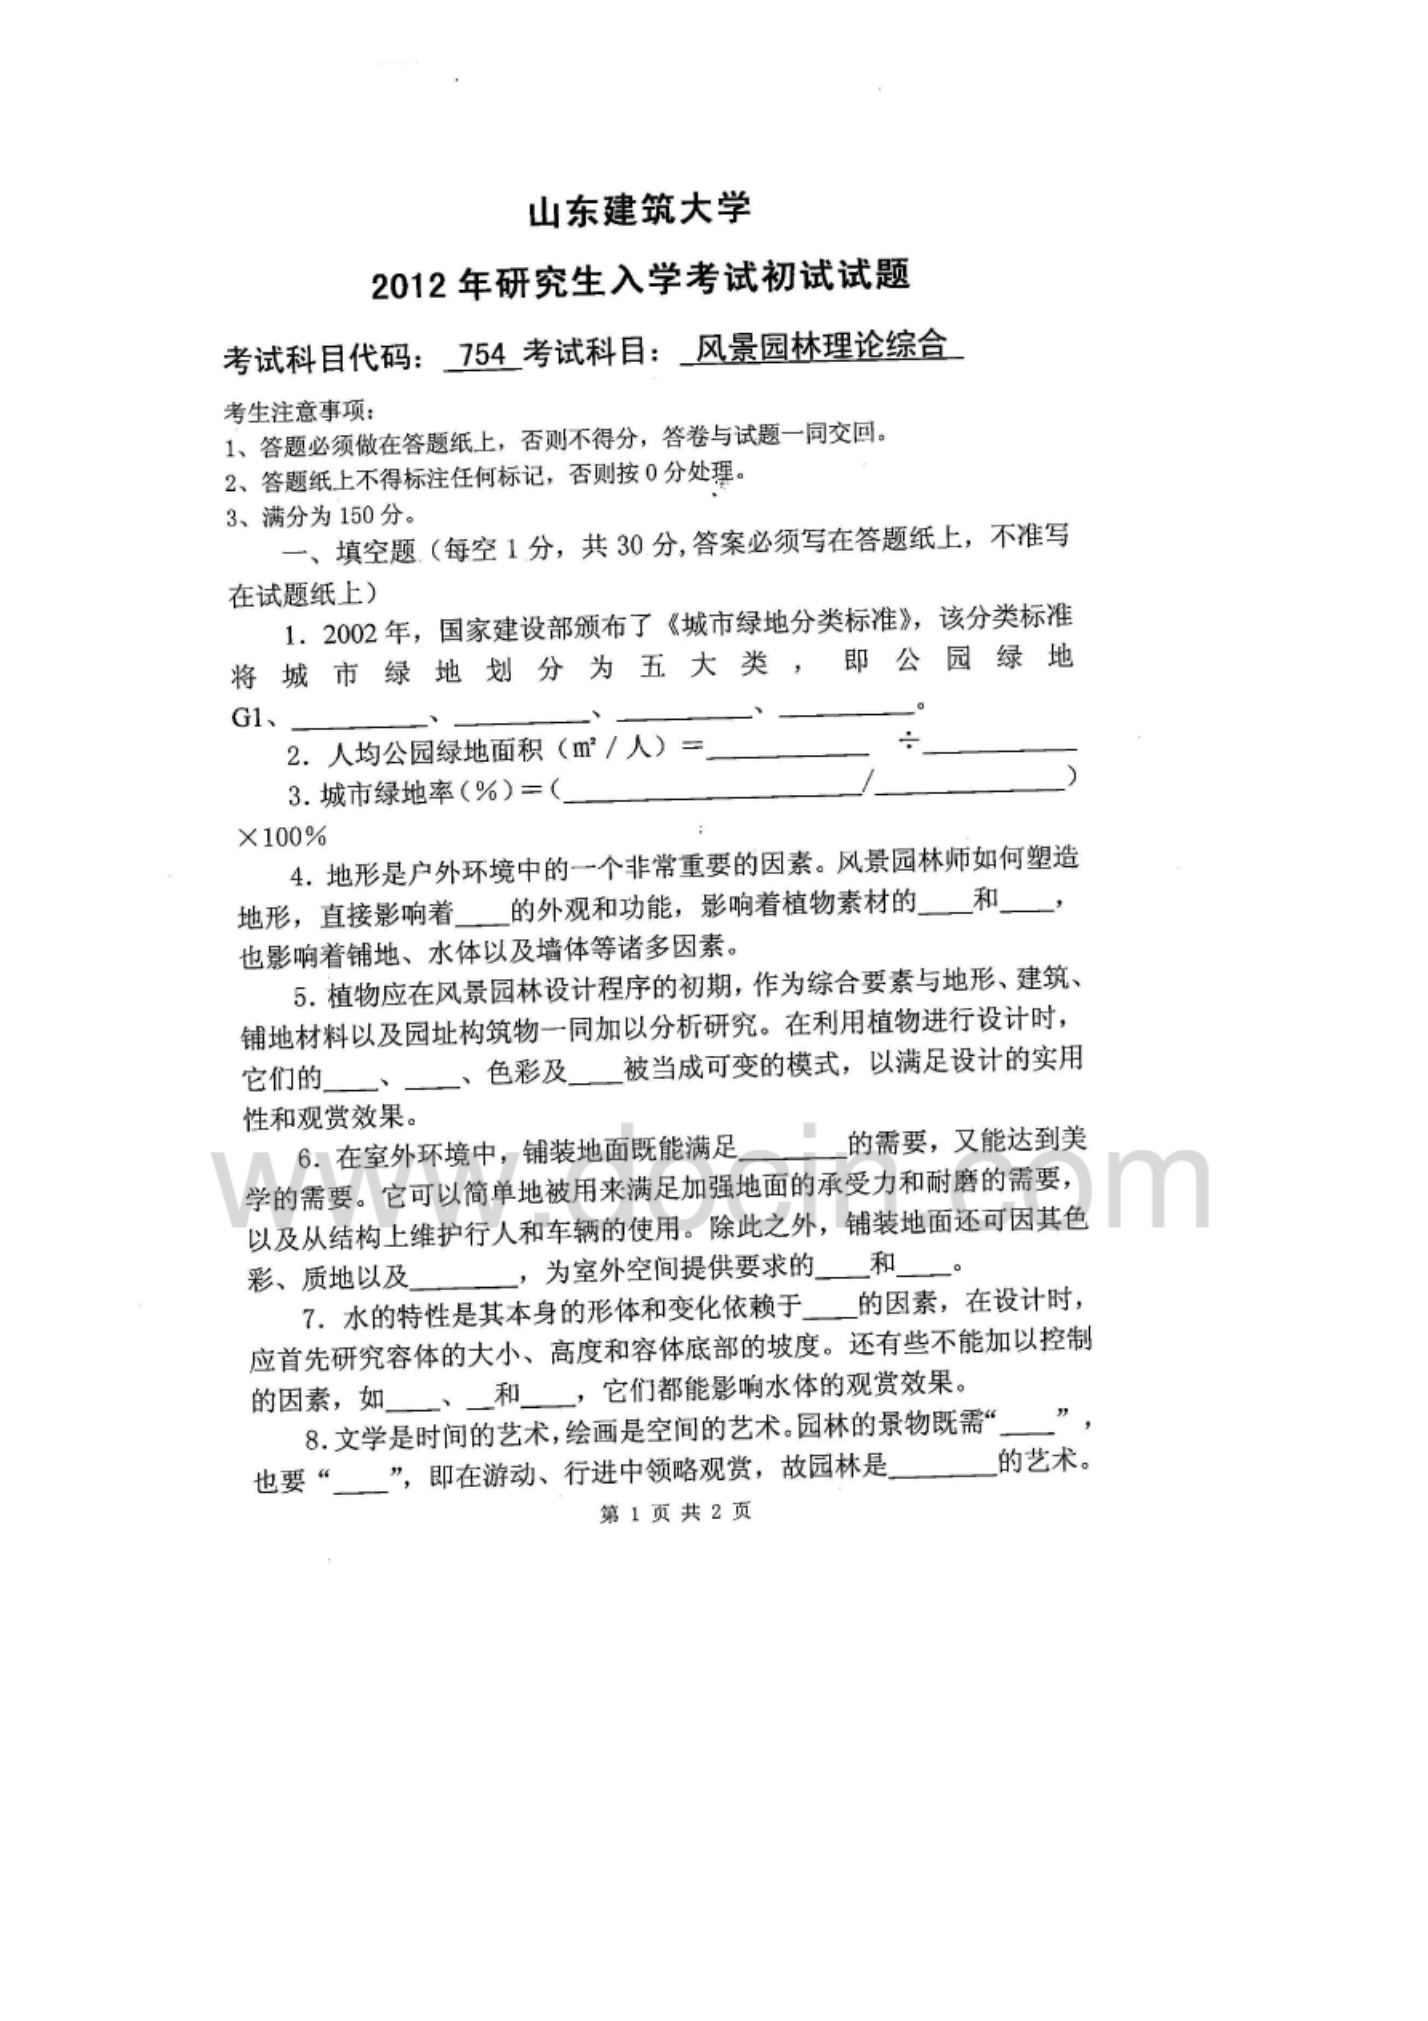 山东建筑大学
2012 年研究生入学考试初试试题
考试科目代码： 754 考试科目： 风景园林理论综合
考生注意事项：
1、答题必须做在答题纸上，否则不得分，答卷与试题一同交回。
2、答题纸上不得标注任何标记，否则按 0 分处理。
3、满分为 150 分。
一、填空题（每空 1 分，共 30 分,答案必须写在答题纸上，不准写
在试题纸上）
1．2002 年，国家建设部颁布了《城市绿地分类标准》，该分类标准
将城市绿地划分为五大类，即公园绿地
G1、__________、__________、__________、__________。
2．人均公园绿地面积（㎡／人）＝____________ ÷____________
3．城市绿地率（%）＝（______________________/______________）
×100%
4．地形是户外环境中的一个非常重要的因素。风景园林师如何塑造
地形，直接影响着____的外观和功能，影响着植物素材的____和____，
也影响着铺地、水体以及墙体等诸多因素。
5．植物应在风景园林设计程序的初期，作为综合要素与地形、建筑、
铺地材料以及园址构筑物一同加以分析研究。在利用植物进行设计时，
它们的____、____、色彩及____被当成可变的模式，以满足设计的实用
性和观赏效果。
6．在室外环境中，铺装地面既能满足________的需要，又能达到美
学的需要。它可以简单地被用来满足加强地面的承受力和耐磨的需要，
以及从结构上维护行人和车辆的使用。除此之外，铺装地面还可因其色
彩、质地以及________，为室外空间提供要求的____和____。
7．水的特性是其本身的形体和变化依赖于____的因素，在设计时，
应首先研究容体的大小、高度和容体底部的坡度。还有些不能加以控制
的因素，如____、__和____，它们都能影响水体的观赏效果。
8．文学是时间的艺术，绘画是空间的艺术。园林的景物既需“____”，
也要“____”，即在游动、行进中领略观赏，故园林是________的艺术。
第 1 页 共 2 页
www.docin.com